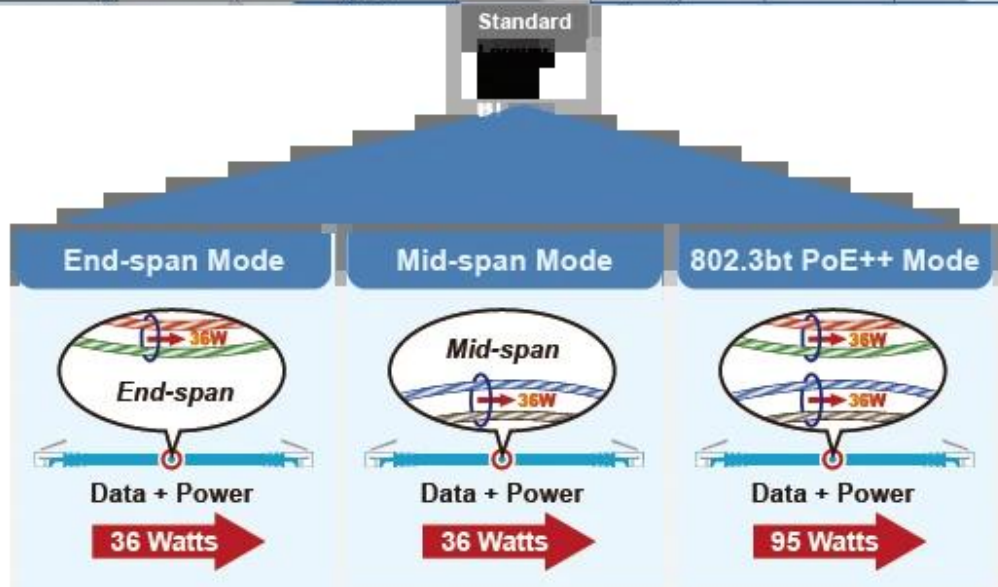 Standard
End-span Mode
Mid-span Mode
802.3bt PoE++ Mode
36W
End-span
Mid-span
36W
36W
36W
Data + Power
Data + Power
Data + Power
36 Watts
36 Watts
95 Watts